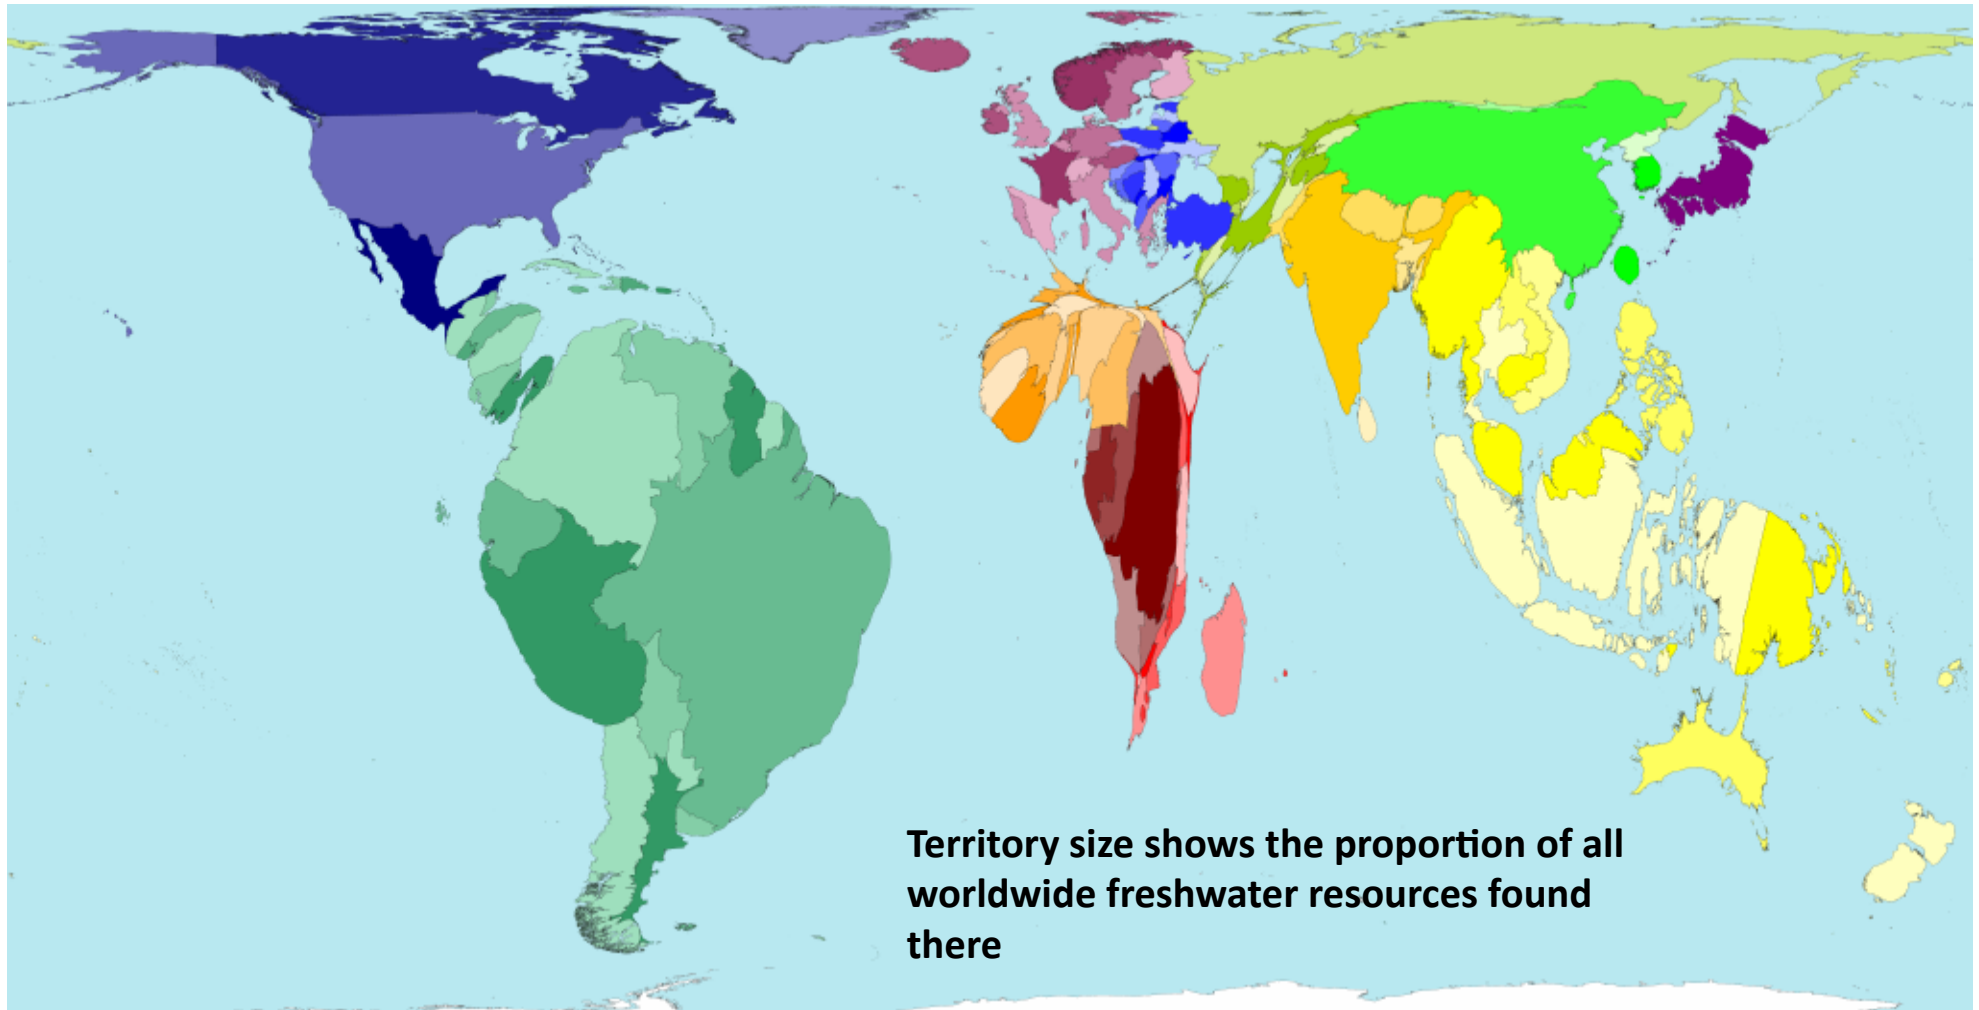 Territory size shows the proportion of all
worldwide freshwater resources found
there